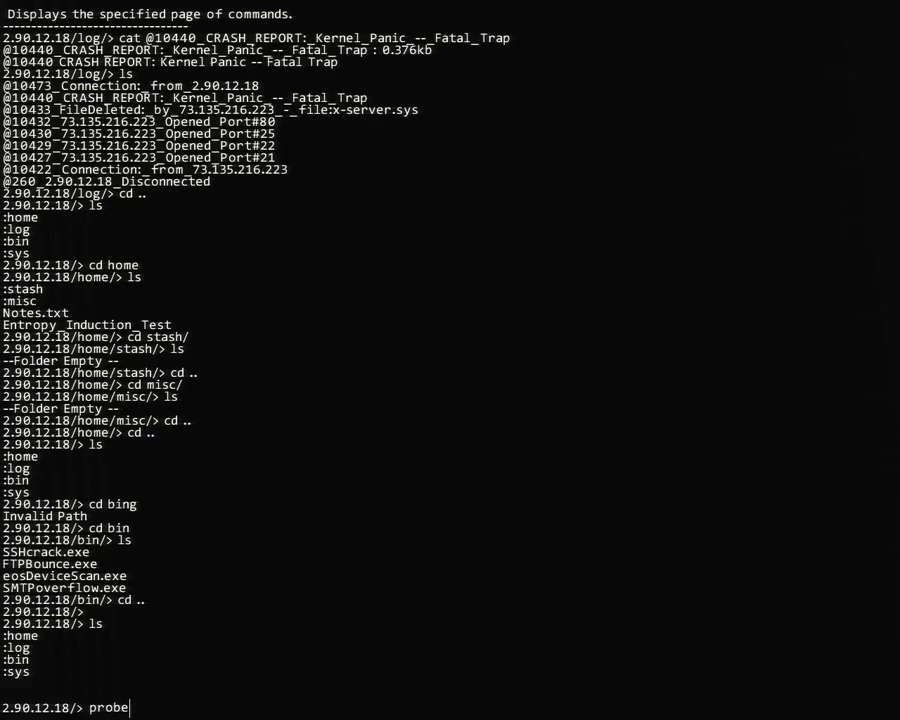 Displays the specified page of commands.
--------------------------------
2.90.12.18/log/> cat @10440_CRASH_REPORT:_Kernel_Panic_--_Fatal_Trap
@10440_CRASH_REPORT:_Kernel_Panic_--_Fatal_Trap : 0.376kb
@10440 CRASH REPORT: Kernel Panic -- Fatal Trap
2.90.12.18/log/> ls
@10473_Connection:_from_2.90.12.18
@10440_CRASH_REPORT:_Kernel_Panic_--_Fatal_Trap
@10433_FileDeleted:_by_73.135.216.223_-_file:x-server.sys
@10432_73.135.216.223_Opened_Port#80
@10430_73.135.216.223_Opened_Port#25
@10429_73.135.216.223_Opened_Port#22
@10427_73.135.216.223_Opened_Port#21
@10422_Connection:_from_73.135.216.223
@260_2.90.12.18_Disconnected
2.90.12.18/log/> cd ..
2.90.12.18/> ls
:home
:log
:bin
:sys
2.90.12.18/> cd home
2.90.12.18/home/> ls
:stash
:misc
Notes.txt
Entropy_Induction_Test
2.90.12.18/home/> cd stash/
2.90.12.18/home/stash/> ls
--Folder Empty --
2.90.12.18/home/stash/> cd ..
2.90.12.18/home/> cd misc/
2.90.12.18/home/misc/> ls
--Folder Empty --
2.90.12.18/home/misc/> cd ..
2.90.12.18/home/> cd ..
2.90.12.18/> ls
:home
:log
:bin
:sys
2.90.12.18/> cd bing
Invalid Path
2.90.12.18/> cd bin
2.90.12.18/bin/> ls
SSHcrack.exe
FTPBounce.exe
eosDeviceScan.exe
SMTPoverflow.exe
2.90.12.18/bin/> cd ..
2.90.12.18/>
2.90.12.18/> ls
:home
:log
:bin
:sys
2.90.12.18/> probe